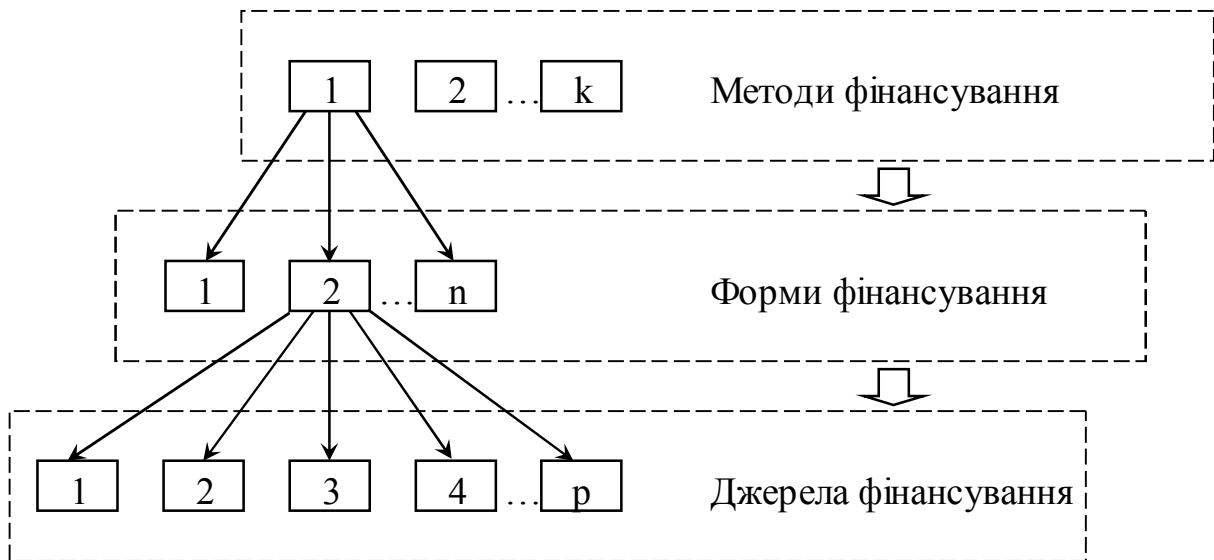 1 2 … k Методи фінансування
1 2 … n Форми фінансування
1 2 3 4 … p Джерела фінансування